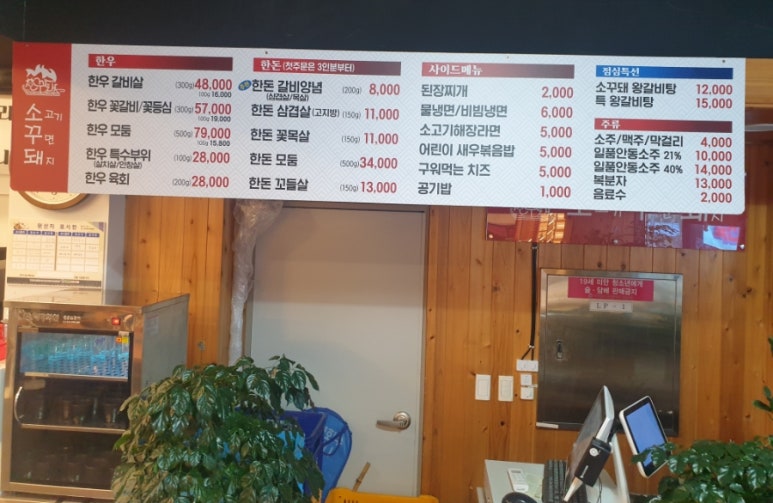 소고기
꾸면
돼지
한우
한우 갈비살 (300g) 48,000
100g 16,000
한우 꽃갈비/꽃등심 (300g) 57,000
100g 19,000
한우 모둠 (500g) 79,000
100g 15,800
한우 특수부위 (100g) 28,000
(살치살/안창살)
한우 육회 (200g) 28,000
한돈 (첫주문은 3인분부터)
한돈 갈비양념 (200g) 8,000
(삼겹살/목살)
한돈 삼겹살 (고지방) (150g) 11,000
한돈 꽃목살 (150g) 11,000
한돈 모둠 (500g) 34,000
한돈 꼬들살 (150g) 13,000
사이드메뉴
된장찌개 2,000
물냉면/비빔냉면 6,000
소고기해장라면 5,000
어린이 새우볶음밥 5,000
구워먹는 치즈 5,000
공기밥 1,000
점심특선
소꾸돼 왕갈비탕 12,000
특 왕갈비탕 15,000
주류
소주/맥주/막걸리 4,000
일품안동소주 21% 10,000
일품안동소주 40% 14,000
복분자 13,000
음료수 2,000
19세 미만 청소년에게
술·담배 판매금지
LP-1